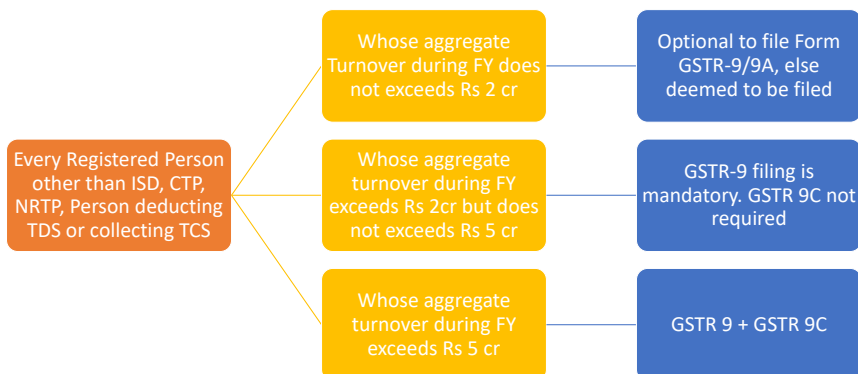 Every Registered Person
other than ISD, CTP,
NRTP, Person deducting
TDS or collecting TCS
Whose aggregate
Turnover during FY does
not exceeds Rs 2 cr
Optional to file Form
GSTR-9/9A, else
deemed to be filed
Whose aggregate
turnover during FY
exceeds Rs 2cr but does
not exceeds Rs 5 cr
GSTR-9 filing is
mandatory. GSTR 9C not
required
Whose aggregate
turnover during FY
exceeds Rs 5 cr
GSTR 9 + GSTR 9C